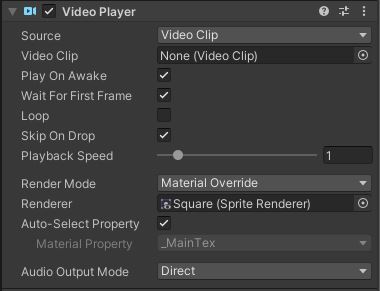 Video Player
Source Video Clip
Video Clip None (Video Clip)
Play On Awake
Wait For First Frame
Loop
Skip On Drop
Playback Speed 1
Render Mode Material Override
Renderer Square (Sprite Renderer)
Auto-Select Property
Material Property _MainTex
Audio Output Mode Direct